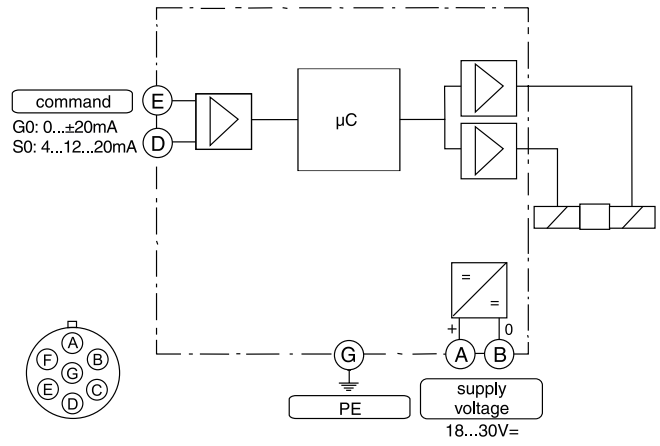 command
E
G0: 0...±20mA
S0: 4...12...20mA
D
µC
=
=
+
0
A
F
B
G
E
C
D
G
A
B
PE
supply
voltage
18...30V=